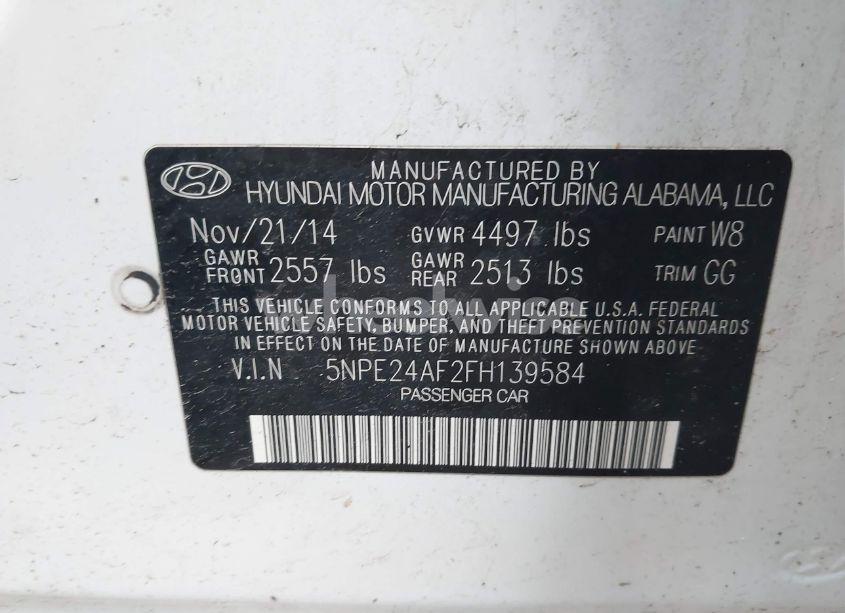 MANUFACTURED BY
HYUNDAI MOTOR MANUFACTURING ALABAMA, LLC
Nov/21/14 GVWR 4497 lbs PAINT W8
GAWR FRONT 2557 lbs GAWR REAR 2513 lbs TRIM GG
THIS VEHICLE CONFORMS TO ALL APPLICABLE U.S.A. FEDERAL
MOTOR VEHICLE SAFETY, BUMPER, AND THEFT PREVENTION STANDARDS
IN EFFECT ON THE DATE OF MANUFACTURE SHOWN ABOVE.
V.I.N 5NPE24AF2FH139584
PASSENGER CAR